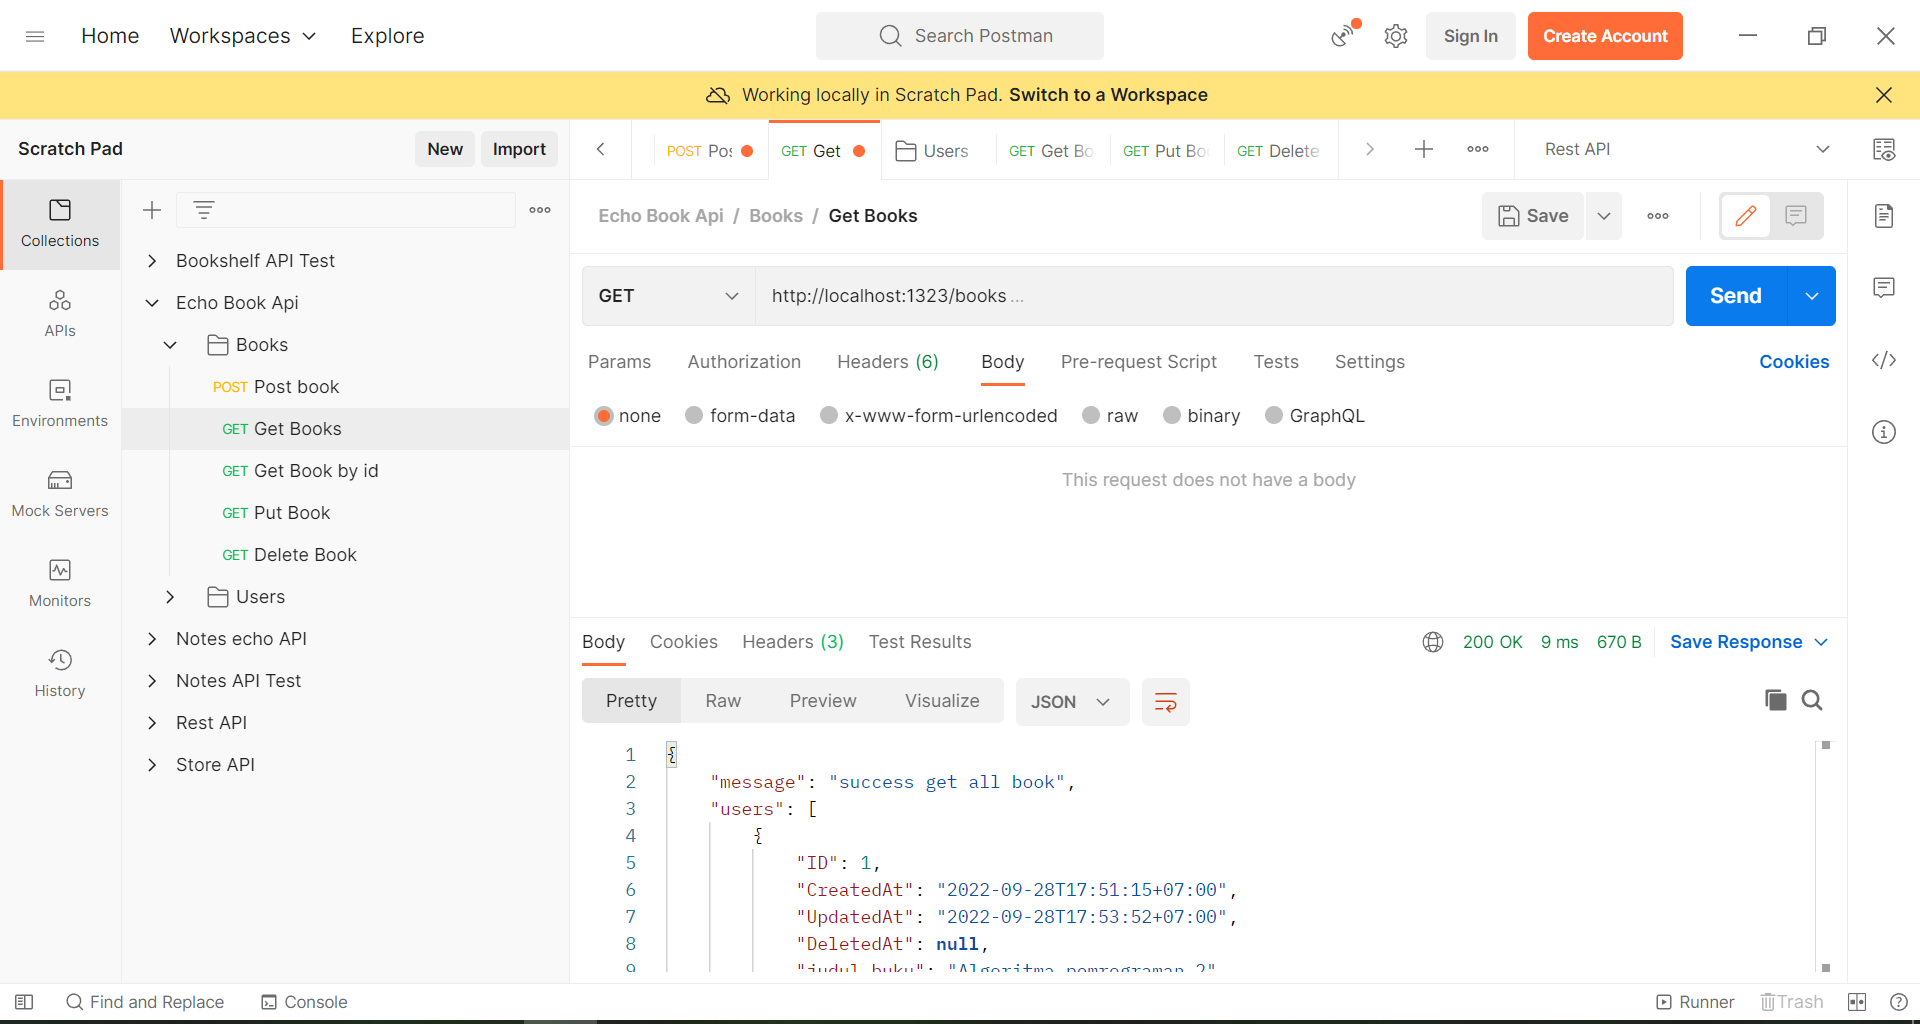 Home Workspaces Explore Search Postman Sign In Create Account
Working locally in Scratch Pad. Switch to a Workspace
Scratch Pad New Import
POST Pos GET Get Users GET Get Bo GET Put Bo GET Delete Rest API
Collections
APIs
Environments
Mock Servers
Monitors
History
Bookshelf API Test
Echo Book Api
Books
POST Post book
GET Get Books
GET Get Book by id
GET Put Book
GET Delete Book
Users
Notes echo API
Notes API Test
Rest API
Store API
Echo Book Api / Books / Get Books Save
GET http://localhost:1323/books ... Send
Params Authorization Headers (6) Body Pre-request Script Tests Settings Cookies
none form-data x-www-form-urlencoded raw binary GraphQL
This request does not have a body
Body Cookies Headers (3) Test Results 200 OK 9 ms 670 B Save Response
Pretty Raw Preview Visualize JSON
1 {
2 "message": "success get all book",
3 "users": [
4 {
5 "ID": 1,
6 "CreatedAt": "2022-09-28T17:51:15+07:00",
7 "UpdatedAt": "2022-09-28T17:53:52+07:00",
8 "DeletedAt": null,
9 "judul_buku": "Algoritma pemrograman 2"
Find and Replace Console Runner Trash